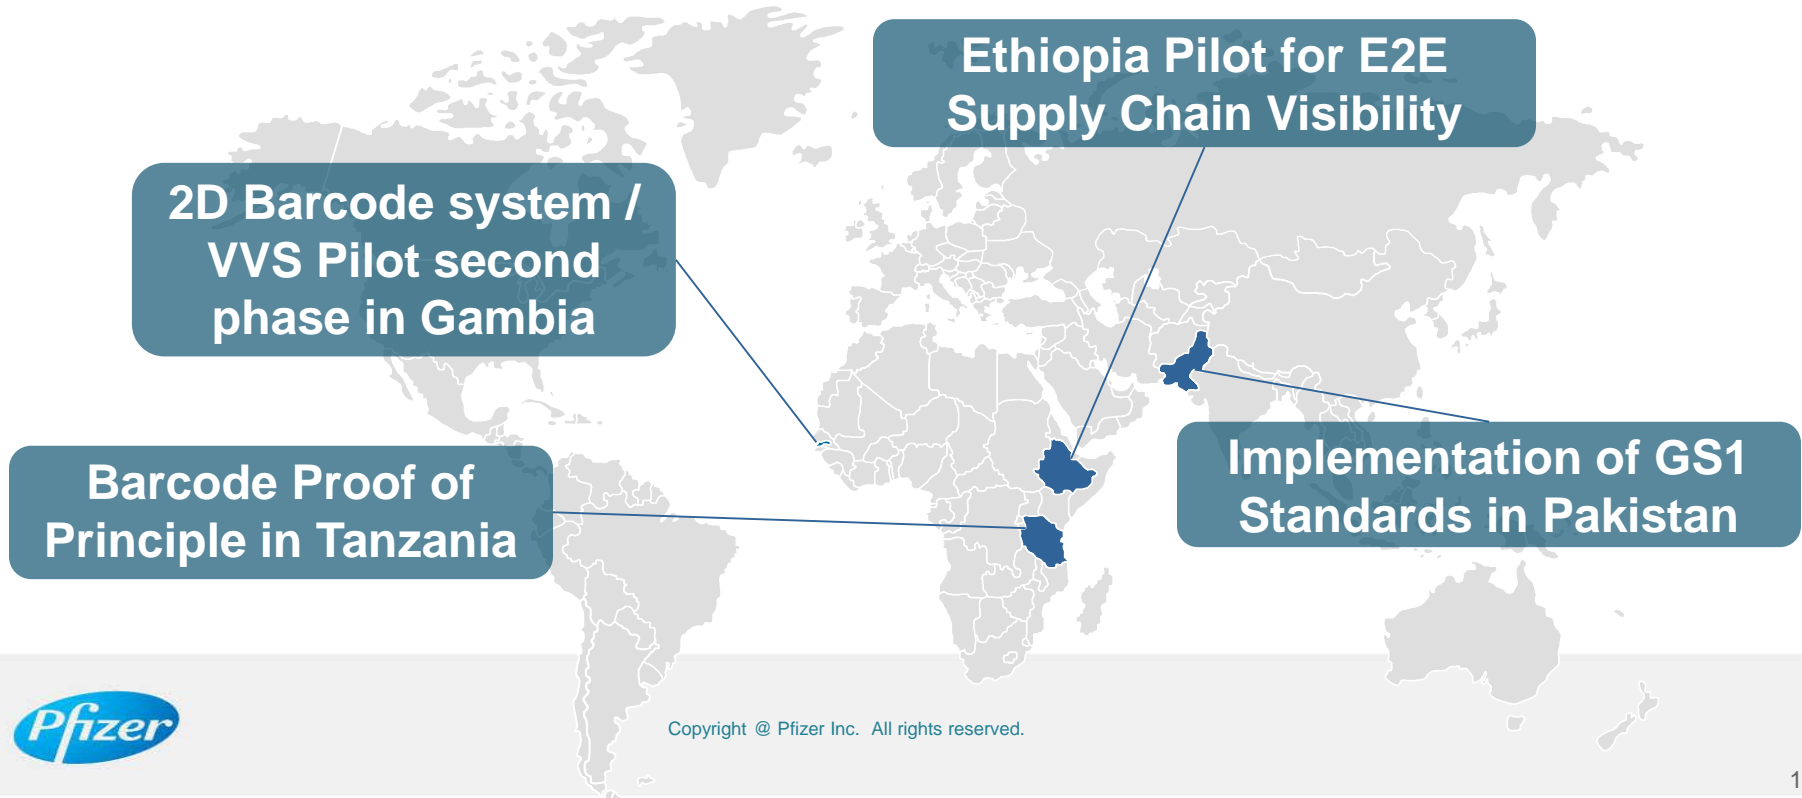 Ethiopia Pilot for E2E
Supply Chain Visibility
2D Barcode system /
VVS Pilot second
phase in Gambia
Barcode Proof of
Principle in Tanzania
Implementation of GS1
Standards in Pakistan
Pfizer
Copyright @ Pfizer Inc. All rights reserved.
1